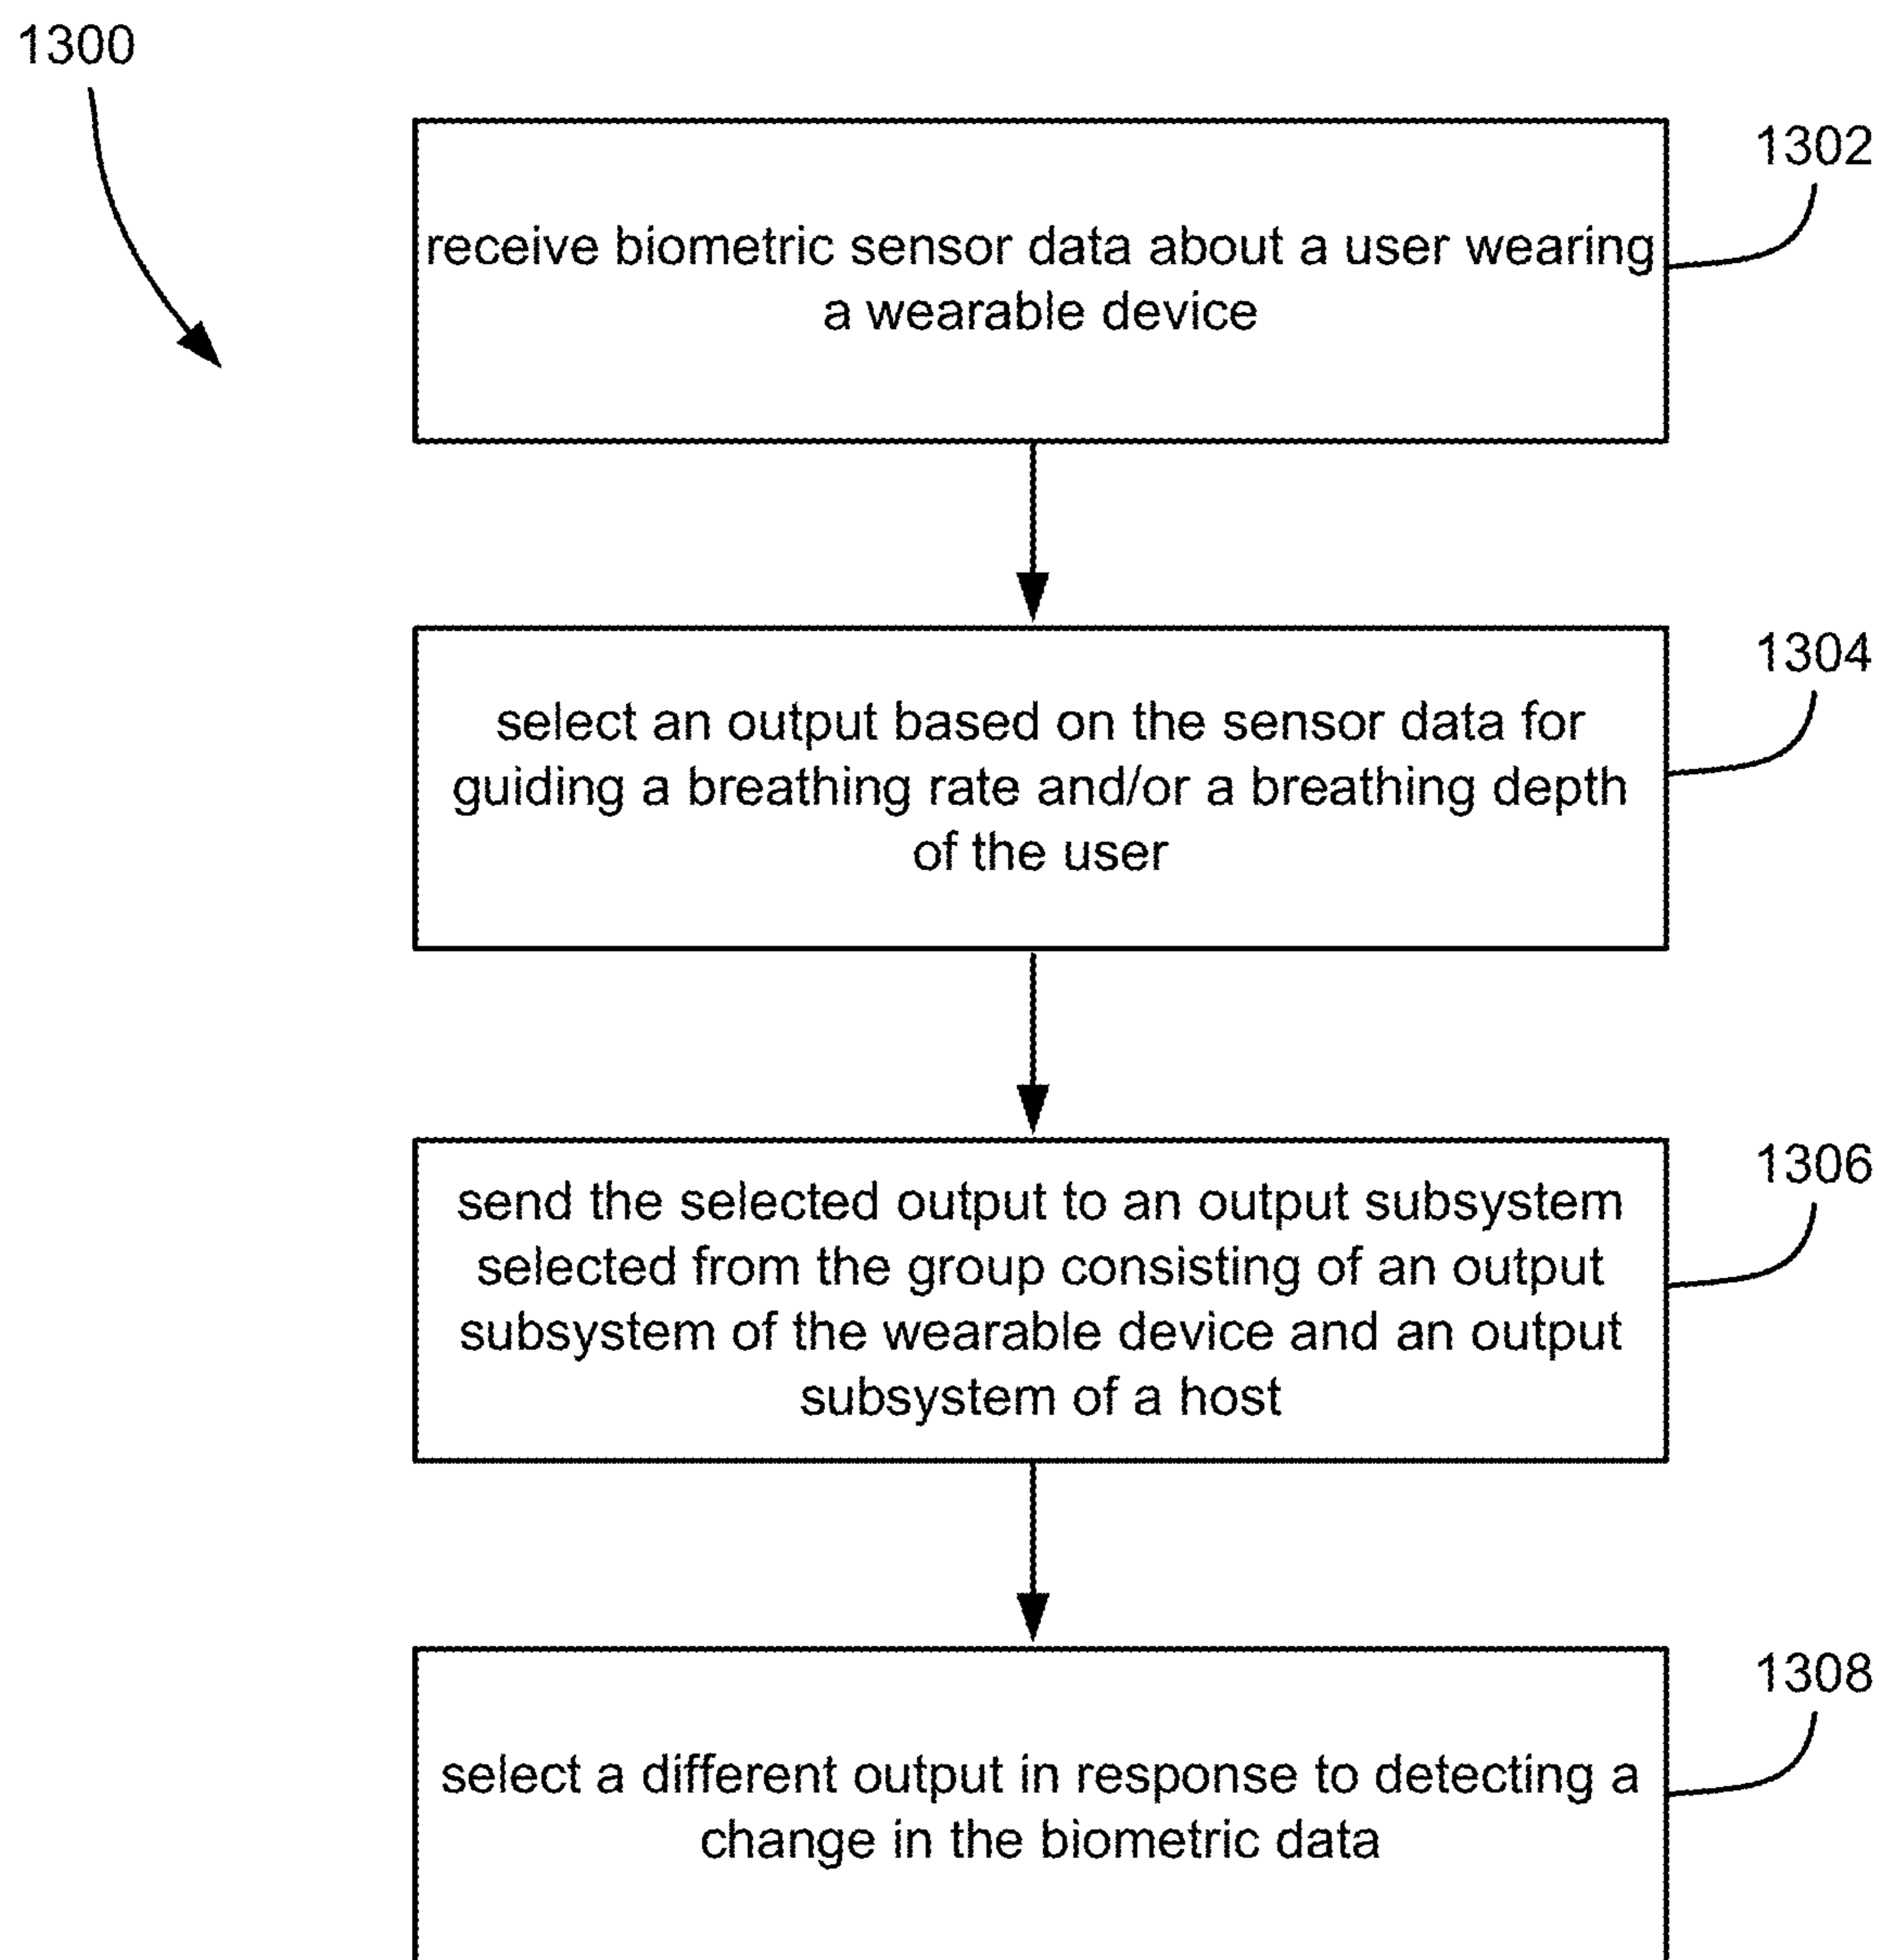 1300
1302
receive biometric sensor data about a user wearing
a wearable device
1304
select an output based on the sensor data for
guiding a breathing rate and/or a breathing depth
of the user
1306
send the selected output to an output subsystem
selected from the group consisting of an output
subsystem of the wearable device and an output
subsystem of a host
1308
select a different output in response to detecting a
change in the biometric data